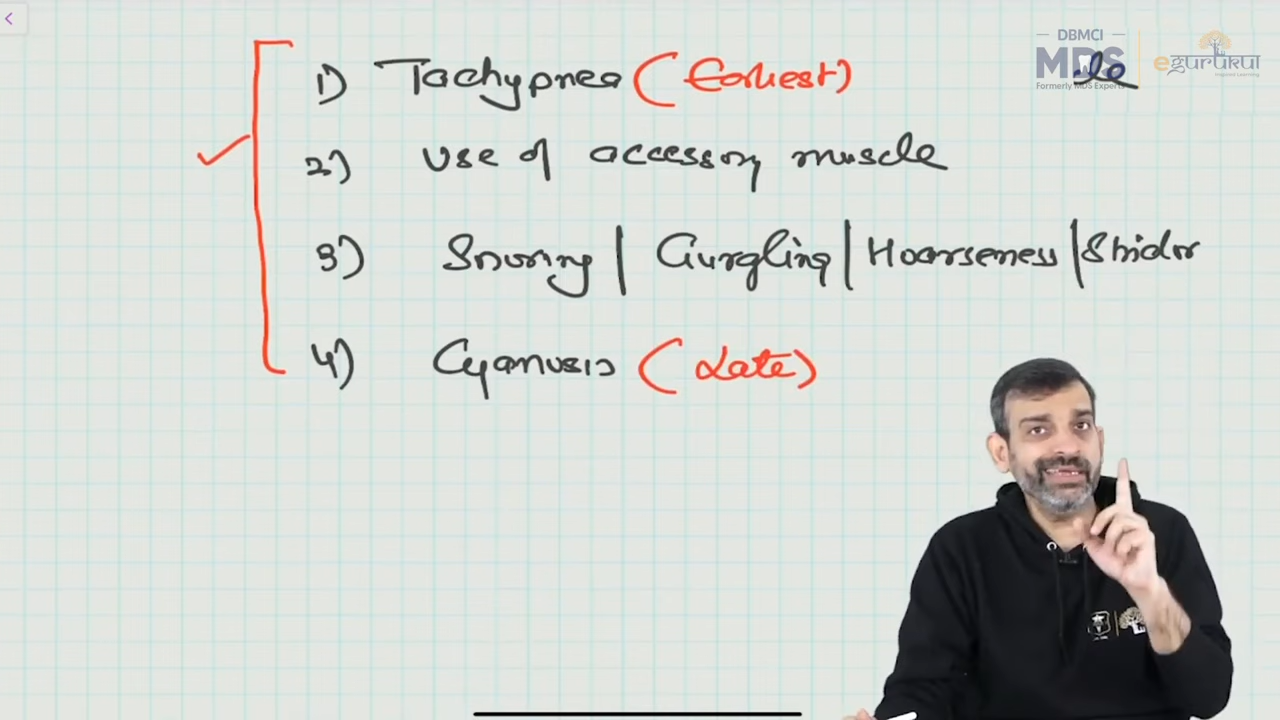 DBMCI
MDS
Formerly MDS Experts
eGurukul
1) Tachypnea (Earliest)
2) Use of accessory muscle
3) Snoring | Gurgling | Hoarseness | Stridor
4) Cyanosis (Late)